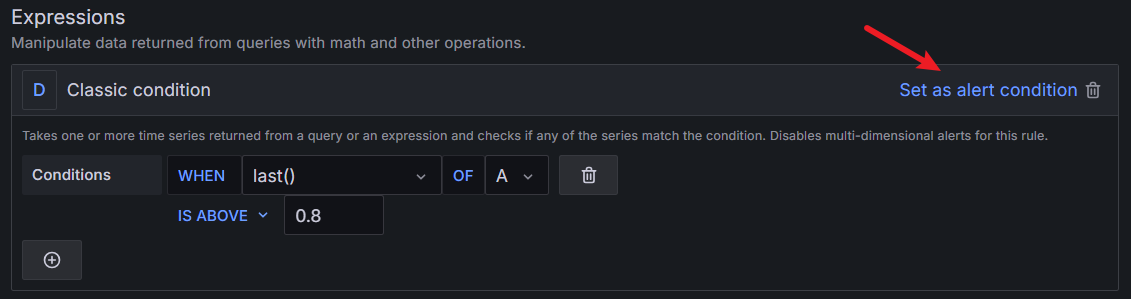 Expressions
Manipulate data returned from queries with math and other operations.
D Classic condition Set as alert condition
Takes one or more time series returned from a query or an expression and checks if any of the series match the condition. Disables multi-dimensional alerts for this rule.
Conditions WHEN last() OF A
IS ABOVE 0.8